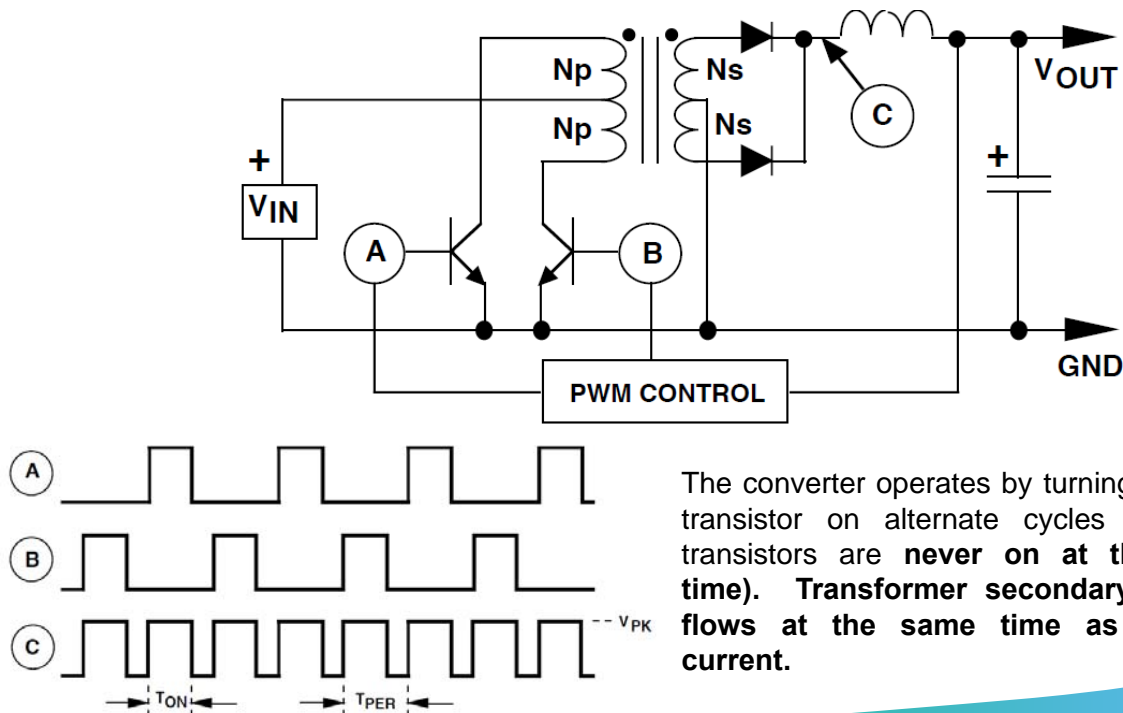 Np
Ns
Np
Ns
C
VOUT
+
VIN
+
A
B
GND
PWM CONTROL
A
B
C
VPK
TON
TPER
The converter operates by turning
transistor on alternate cycles
transistors are never on at th
time). Transformer secondary
flows at the same time as
current.